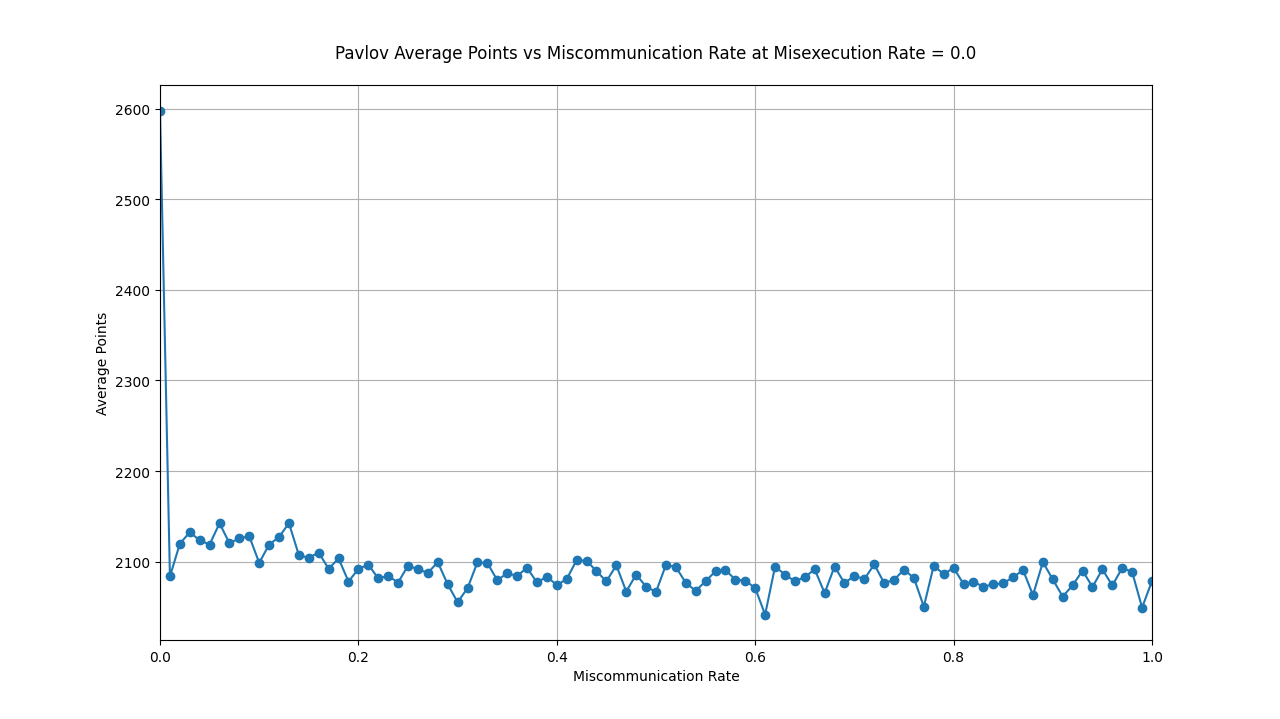 Pavlov Average Points vs Miscommunication Rate at Misexecution Rate = 0.0
2600
2500
2400
2300
2200
2100
Average Points
0.0 0.2 0.4 0.6 0.8 1.0
Miscommunication Rate